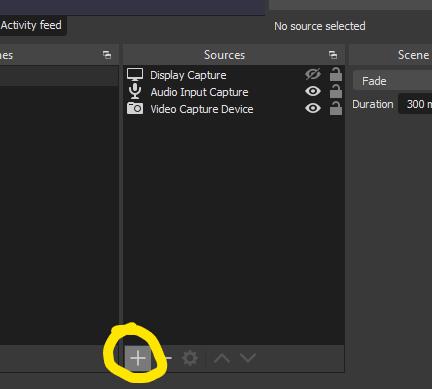 Activity feed
No source selected
nes
Sources
Scene
Display Capture
Fade
Audio Input Capture
Duration 300 m
Video Capture Device